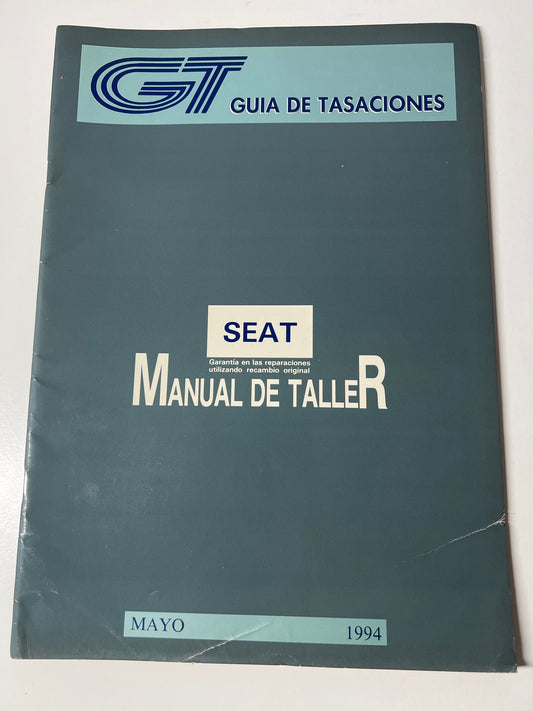 GT GUIA DE TASACIONES
SEAT
Garantia en las reparaciones
utilizando recambio original
MANUAL DE TALLER
MAYO 1994